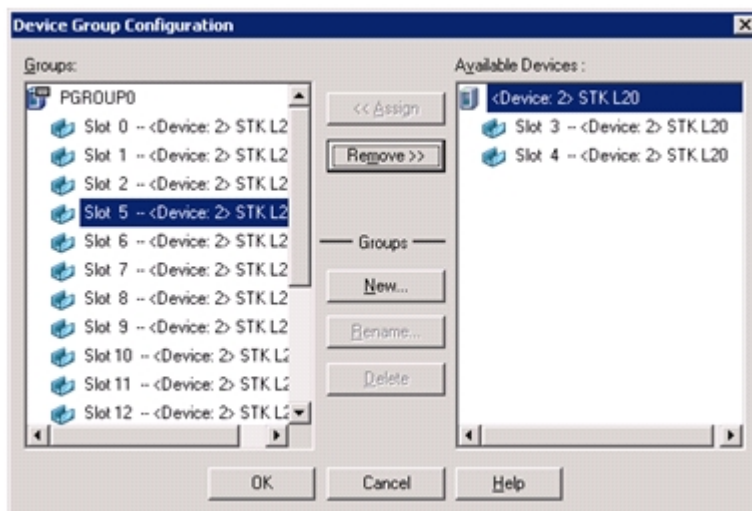 Device Group Configuration
Groups:
PGROUP0
Slot 0 -- <Device: 2> STK L2
Slot 1 -- <Device: 2> STK L2
Slot 2 -- <Device: 2> STK L2
Slot 5 -- <Device: 2> STK L2
Slot 6 -- <Device: 2> STK L2
Slot 7 -- <Device: 2> STK L2
Slot 8 -- <Device: 2> STK L2
Slot 9 -- <Device: 2> STK L2
Slot 10 -- <Device: 2> STK L2
Slot 11 -- <Device: 2> STK L2
Slot 12 -- <Device: 2> STK L2
<< Assign
Remove >>
Groups
New...
Rename...
Delete
Available Devices :
<Device: 2> STK L20
Slot 3 -- <Device: 2> STK L20
Slot 4 -- <Device: 2> STK L20
OK
Cancel
Help